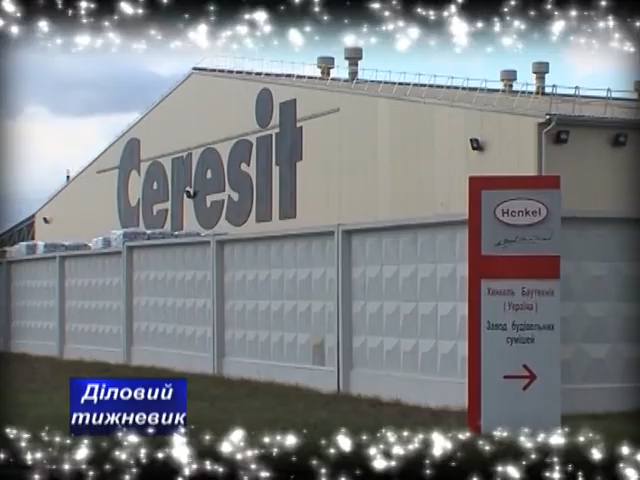 Ceresit
Henkel
Хенкель Баутехнік
(Україна)
Завод будівельних
сумішей
Діловий
тижневик